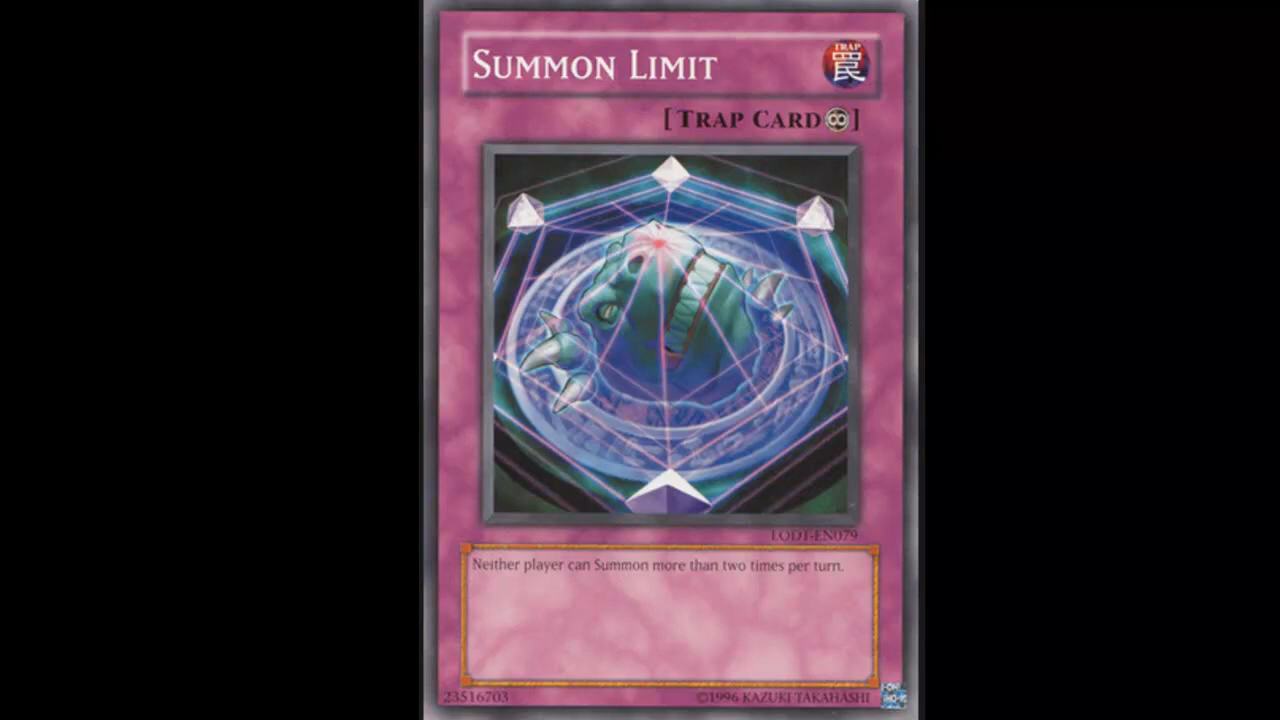 SUMMON LIMIT
TRAP
罠
[TRAP CARD]
LODT-EN079
Neither player can Summon more than two times per turn.
23516703
©1996 KAZUKI TAKAHASHI